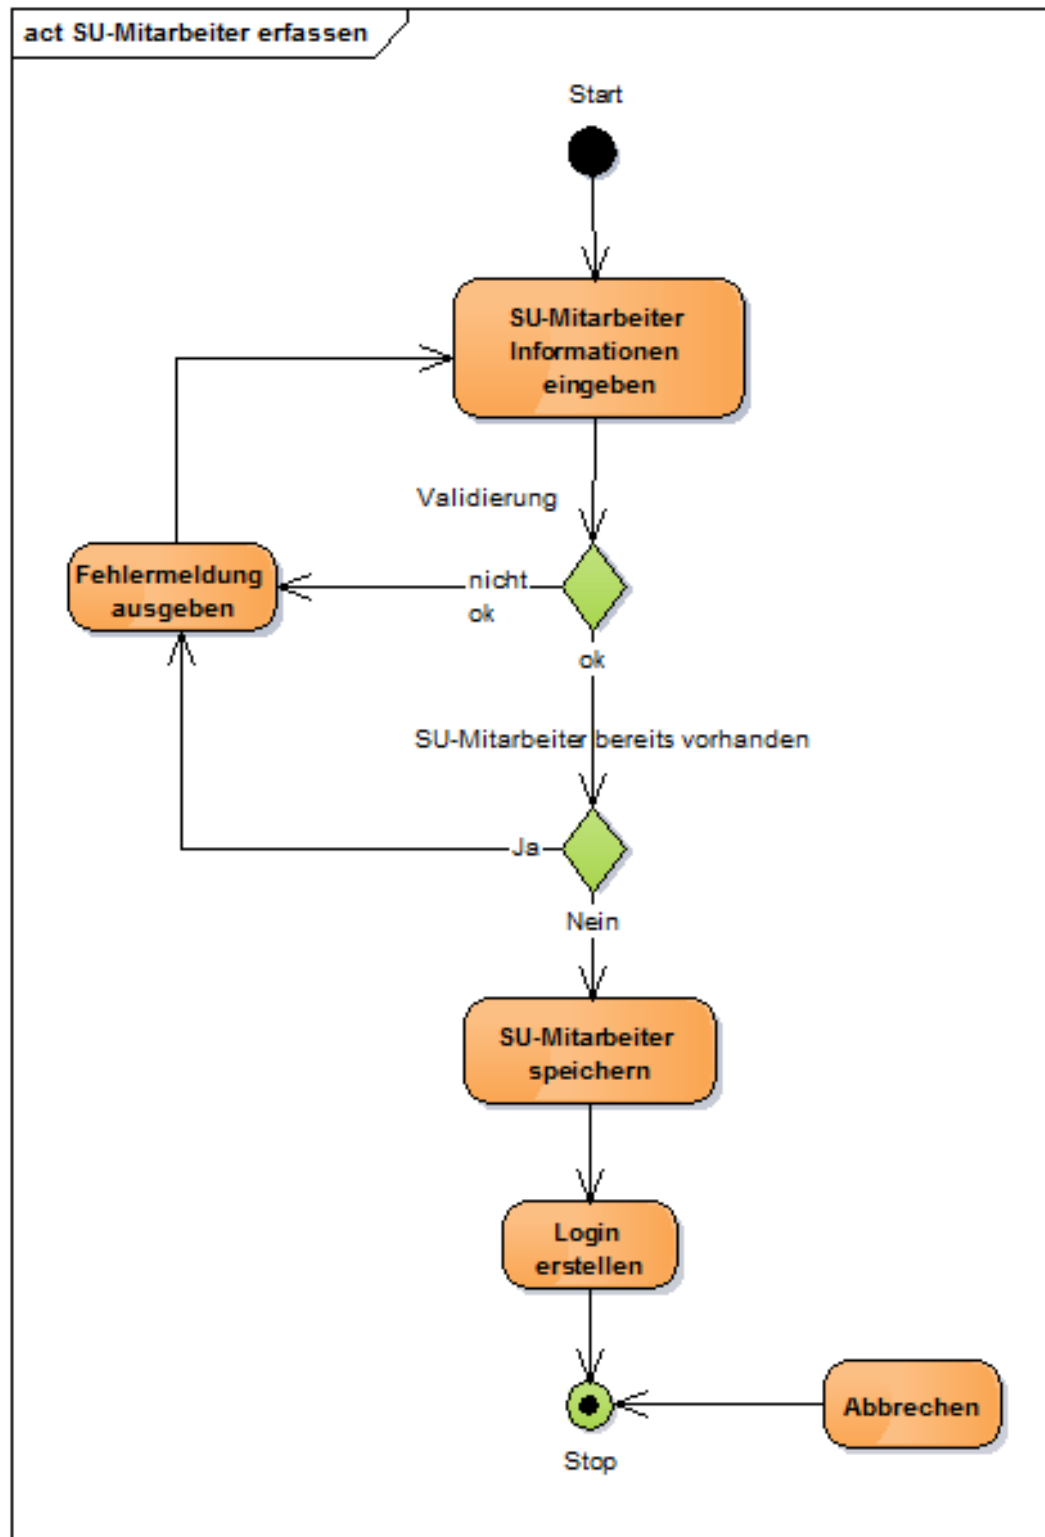 act SU-Mitarbeiter erfassen
Start
SU-Mitarbeiter
Informationen
eingeben
Validierung
Fehlermeldung
ausgeben
nicht
ok
ok
SU-Mitarbeiter bereits vorhanden
Ja
Nein
SU-Mitarbeiter
speichern
Login
erstellen
Abbrechen
Stop